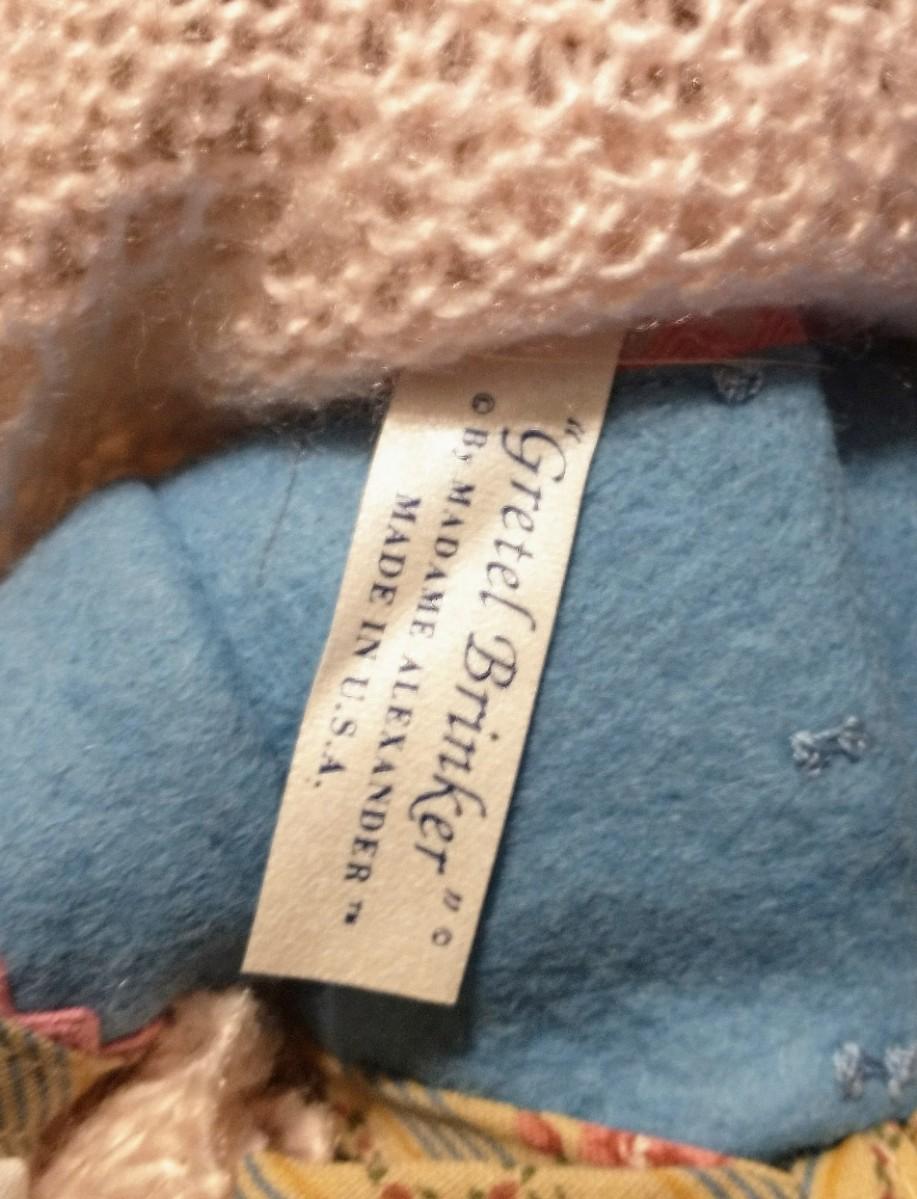 "Gretel Brinker" ©
© By MADAME ALEXANDER ™
MADE IN U.S.A.